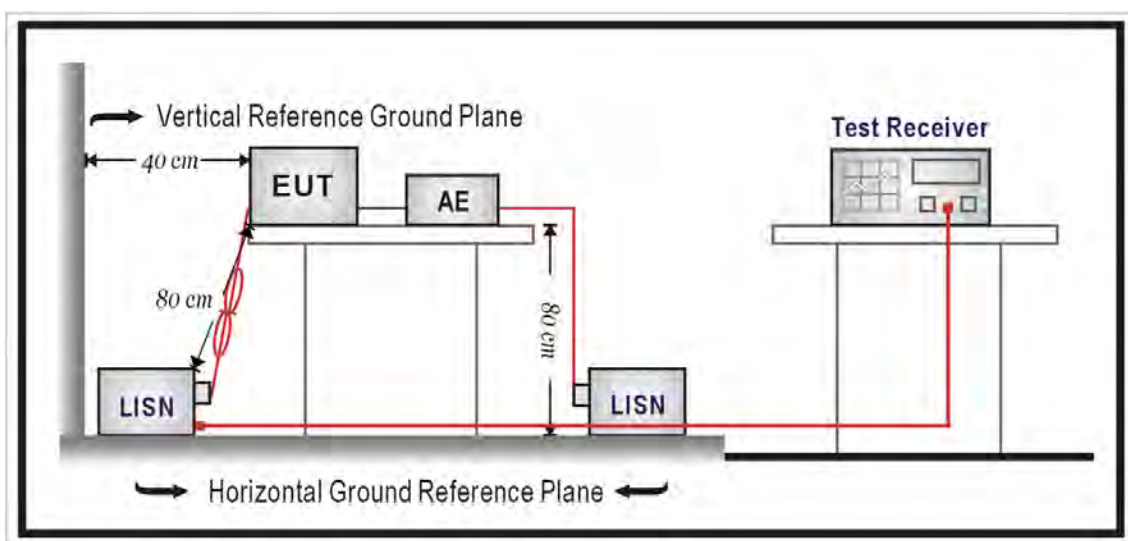 Vertical Reference Ground Plane
Test Receiver
40 cm
EUT
AE
80 cm
80 cm
LISN
LISN
Horizontal Ground Reference Plane